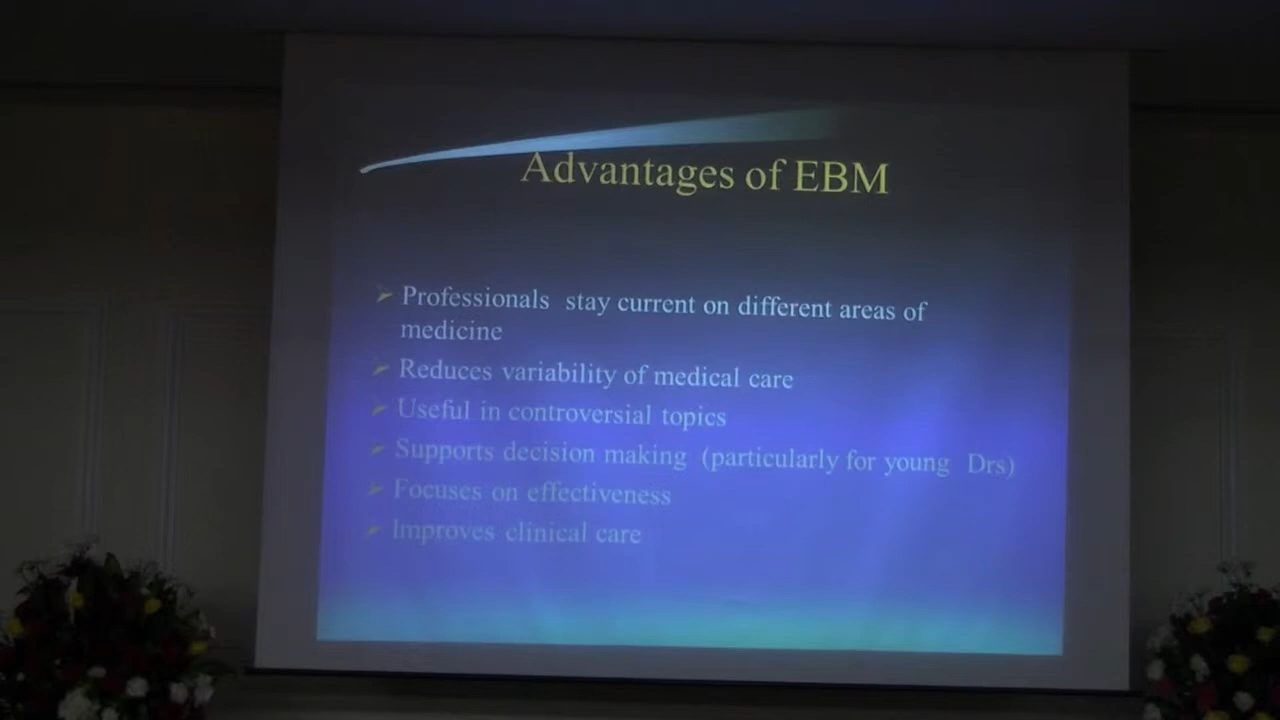 Advantages of EBM
Professionals stay current on different areas of
medicine
Reduces variability of medical care
Useful in controversial topics
Supports decision making (particularly for young Drs)
Focuses on effectiveness
Improves clinical care